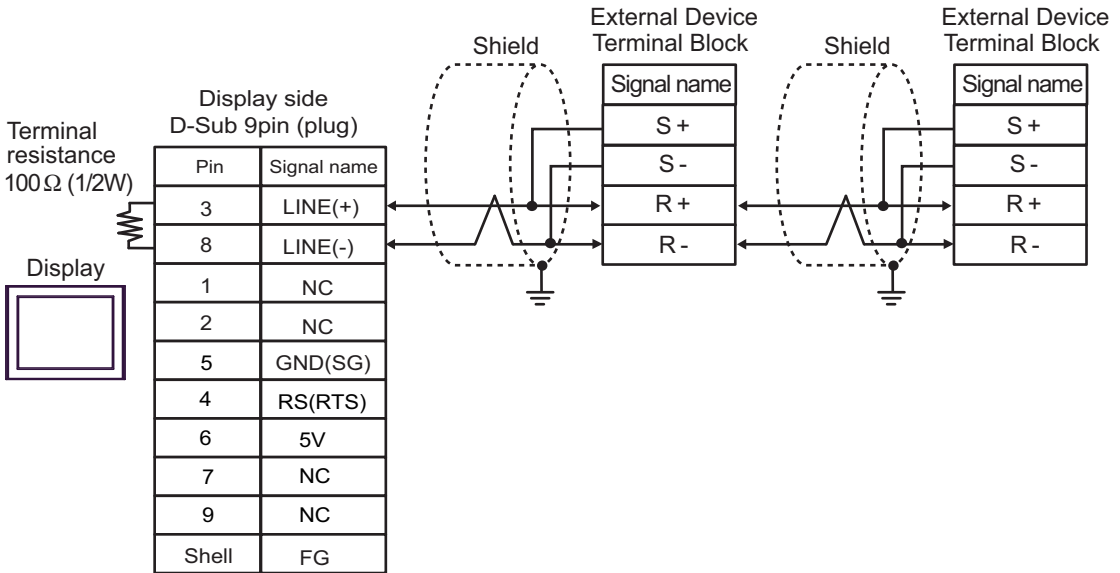 Display side
D-Sub 9pin (plug)
Terminal
resistance
100Ω (1/2W)
Display
Pin Signal name
3 LINE(+)
8 LINE(-)
1 NC
2 NC
5 GND(SG)
4 RS(RTS)
6 5V
7 NC
9 NC
Shell FG
Shield
External Device
Terminal Block
Signal name
S+
S-
R+
R-
Shield
External Device
Terminal Block
Signal name
S+
S-
R+
R-